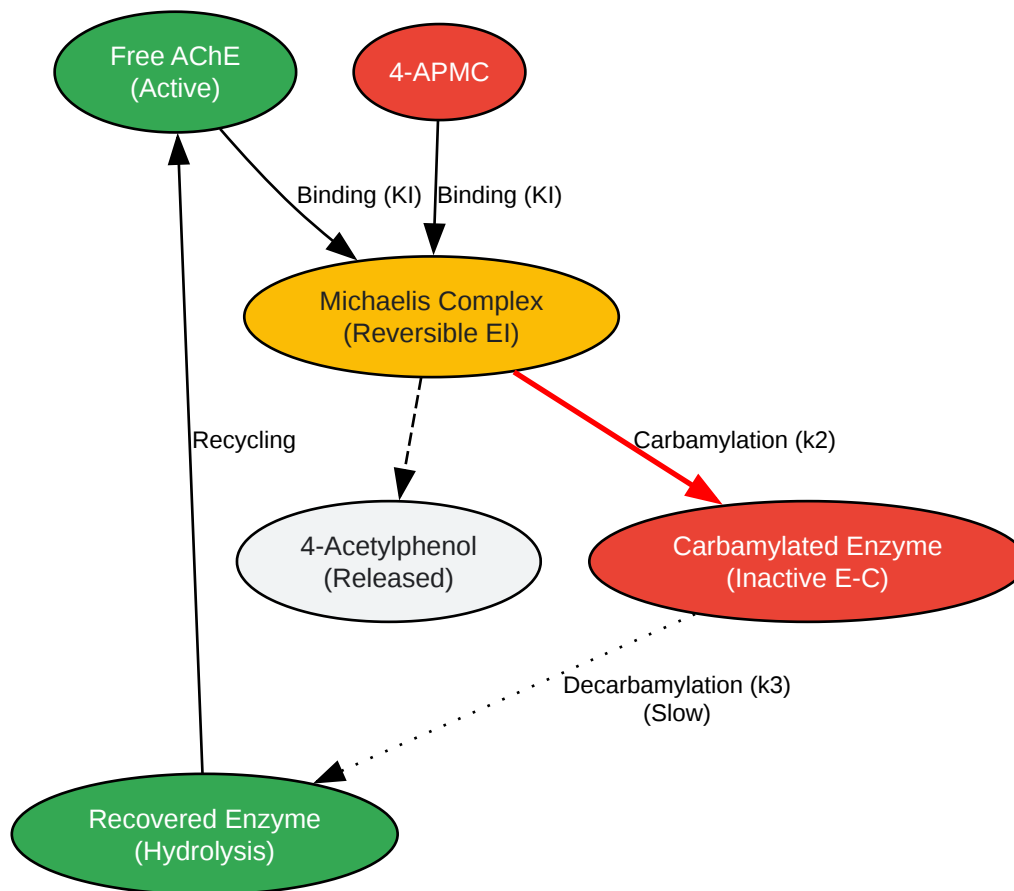 Free AChE
(Active)
4-APMC
Binding (KI)
Binding (KI)
Michaelis Complex
(Reversible EI)
Recycling
Carbamylation (k2)
4-Acetylphenol
(Released)
Carbamylated Enzyme
(Inactive E-C)
Decarbamylation (k3)
(Slow)
Recovered Enzyme
(Hydrolysis)